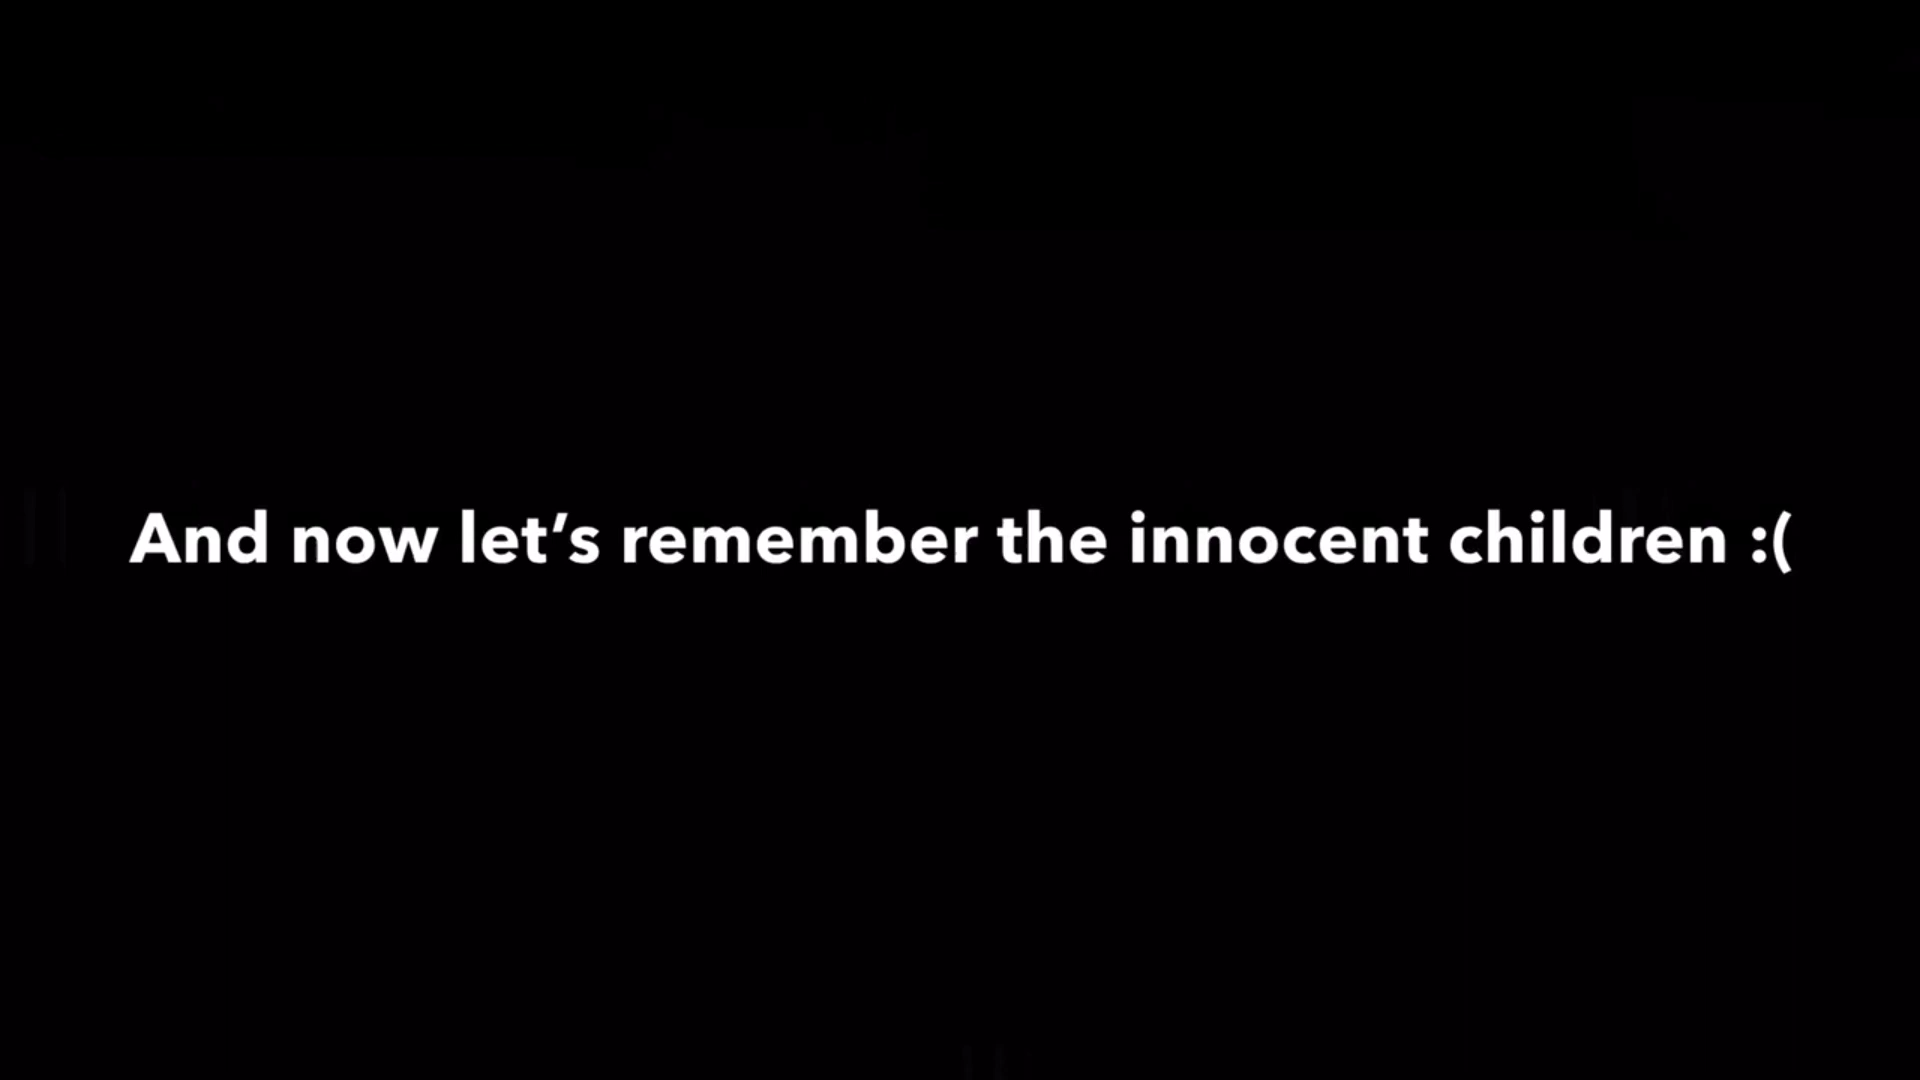 And now let’s remember the innocent children :(